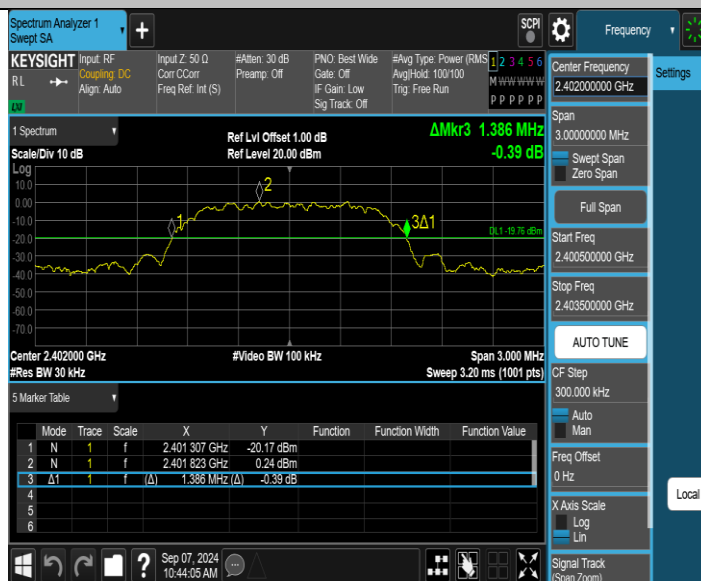 Spectrum Analyzer 1
Swept SA
+
SCPI
Frequency
KEYSIGHT
RL
Input: RF
Coupling: DC
Align: Auto
Input Z: 50 Ω
Corr CCorr
Freq Ref: Int (S)
#Atten: 30 dB
Preamp: Off
PNO: Best Wide
Gate: Off
IF Gain: Low
Sig Track: Off
#Avg Type: Power (RMS
Avg|Hold: 100/100
Trig: Free Run
1 2 3 4 5 6
M W W W W W
P P P P P P
Center Frequency
2.402000000 GHz
Settings
Span
3.00000000 MHz
Swept Span
Zero Span
Full Span
Start Freq
2.400500000 GHz
Stop Freq
2.403500000 GHz
AUTO TUNE
CF Step
300.000 kHz
Auto
Man
Freq Offset
0 Hz
X Axis Scale
Log
Lin
Local
Signal Track
(Span Zoom)
1 Spectrum
Scale/Div 10 dB
Ref Lvl Offset 1.00 dB
Ref Level 20.00 dBm
ΔMkr3 1.386 MHz
-0.39 dB
Log
10.0
0.00
-10.0
-20.0
-30.0
-40.0
-50.0
-60.0
-70.0
1
2
3Δ1
DL1 -19.76 dBm
Center 2.402000 GHz
#Res BW 30 kHz
#Video BW 100 kHz
Span 3.000 MHz
Sweep 3.20 ms (1001 pts)
5 Marker Table
Mode Trace Scale X Y Function Function Width Function Value
1 N 1 f 2.401 307 GHz -20.17 dBm
2 N 1 f 2.401 823 GHz 0.24 dBm
3 Δ1 1 f (Δ) 1.386 MHz (Δ) -0.39 dB
4
5
6
?
Sep 07, 2024
10:44:05 AM